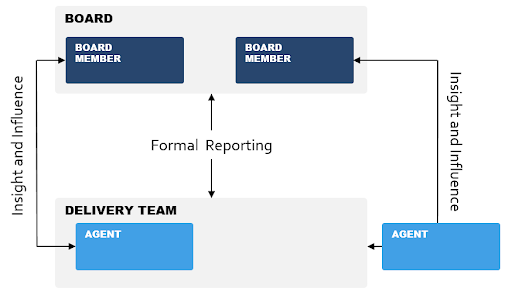 BOARD
BOARD
MEMBER
BOARD
MEMBER
Insight and Influence
Formal Reporting
Insight and Influence
DELIVERY TEAM
AGENT
AGENT